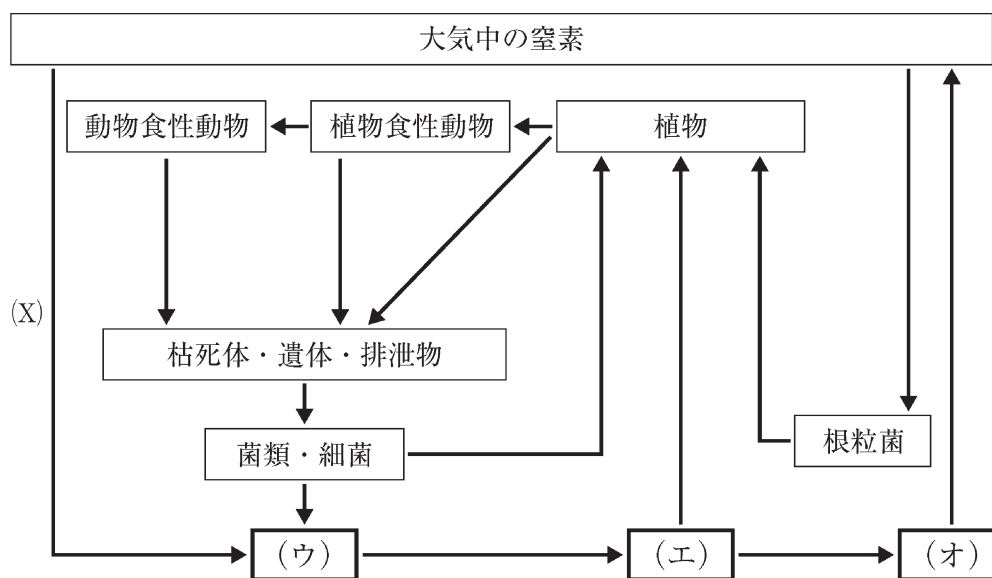 大気中の窒素
動物食性動物
植物食性動物
植物
(X)
枯死体・遺体・排泄物
菌類・細菌
根粒菌
(ウ)
(エ)
(オ)